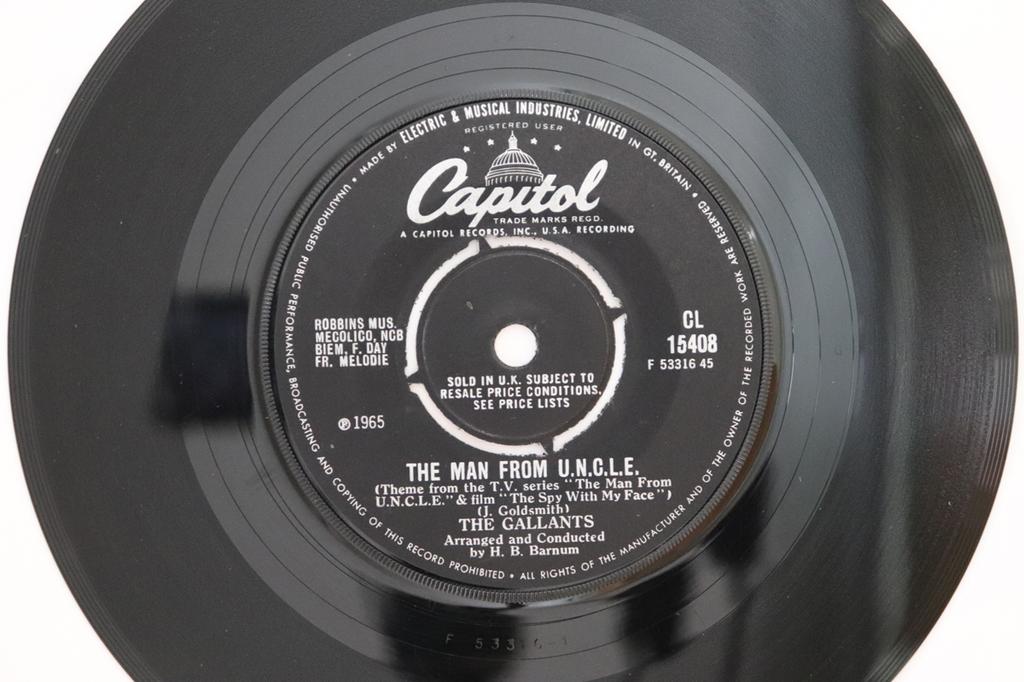 UNAUTHORISED PUBLIC PERFORMANCE, BROADCASTING AND COPYING OF THIS RECORD PROHIBITED • ALL RIGHTS OF THE MANUFACTURER AND OF THE OWNER OF THE RECORDED WORK ARE RESERVED • MADE BY ELECTRIC & MUSICAL INDUSTRIES, LIMITED IN GT. BRITAIN •
REGISTERED USER
Capitol
TRADE MARKS REGD.
A CAPITOL RECORDS, INC., U.S.A. RECORDING
ROBBINS MUS.
MECOLICO, NCB
BIEM, F. DAY
FR. MELODIE
CL
15408
F 53316 45
SOLD IN U.K. SUBJECT TO
RESALE PRICE CONDITIONS,
SEE PRICE LISTS
℗1965
THE MAN FROM U.N.C.L.E.
(Theme from the T.V. series "The Man From
U.N.C.L.E." & film "The Spy With My Face")
(J. Goldsmith)
THE GALLANTS
Arranged and Conducted
by H. B. Barnum